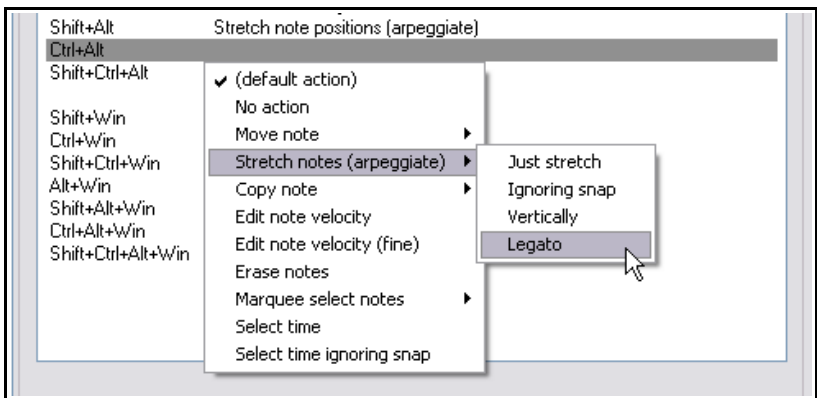 Shift+Alt Stretch note positions (arpeggiate)
Ctrl+Alt
Shift+Ctrl+Alt
Shift+Win
Ctrl+Win
Shift+Ctrl+Win
Alt+Win
Shift+Alt+Win
Ctrl+Alt+Win
Shift+Ctrl+Alt+Win
(default action)
No action
Move note
Stretch notes (arpeggiate)
Copy note
Edit note velocity
Edit note velocity (fine)
Erase notes
Marquee select notes
Select time
Select time ignoring snap
Just stretch
Ignoring snap
Vertically
Legato